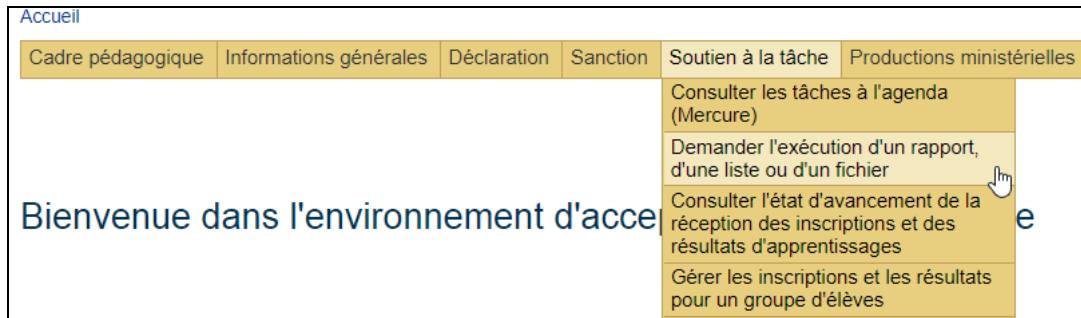 Accueil
Cadre pédagogique Informations générales Déclaration Sanction Soutien à la tâche Productions ministérielles
Consulter les tâches à l'agenda
(Mercure)
Demander l'exécution d'un rapport,
d'une liste ou d'un fichier
Consulter l'état d'avancement de la
réception des inscriptions et des
résultats d'apprentissages
Gérer les inscriptions et les résultats
pour un groupe d'élèves
Bienvenue dans l'environnement